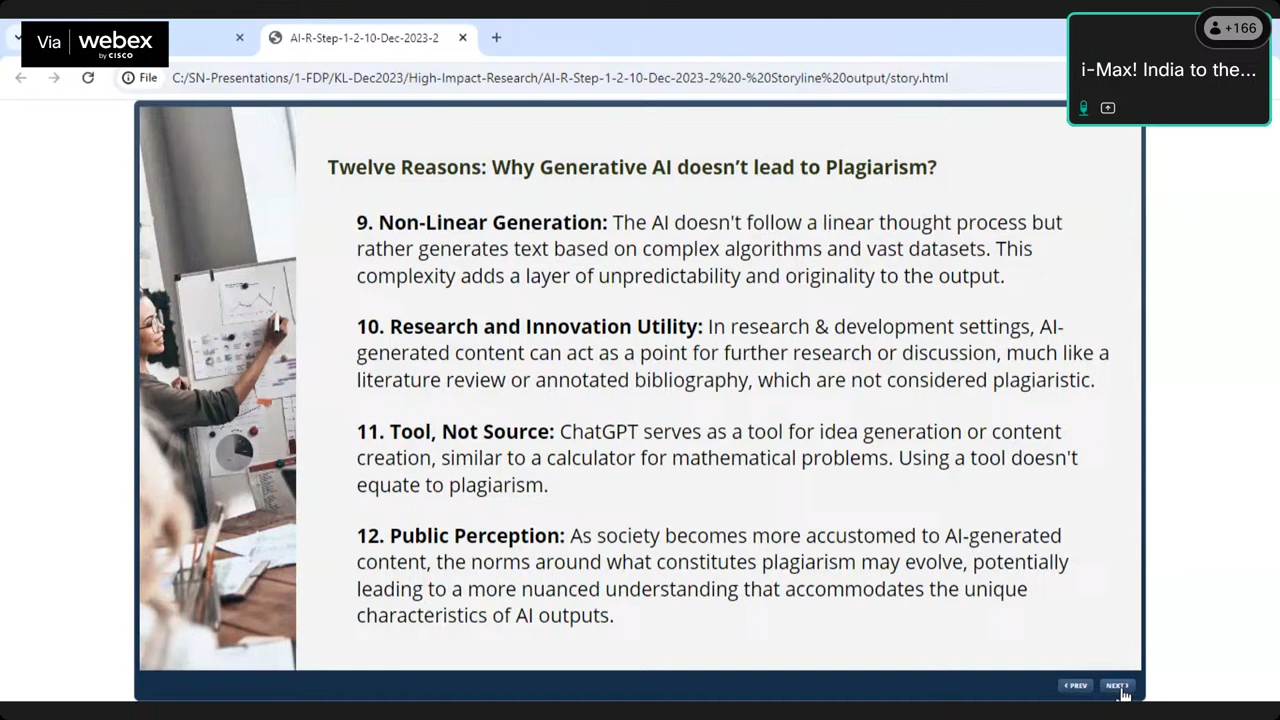 Via webex
by CISCO
AI-R-Step-1-2-10-Dec-2023-2
+166
File C:/SN-Presentations/1-FDP/KL-Dec2023/High-Impact-Research/AI-R-Step-1-2-10-Dec-2023-2%20-%20Storyline%20output/story.html
i-Max! India to the...
Twelve Reasons: Why Generative AI doesn’t lead to Plagiarism?
9. Non-Linear Generation: The AI doesn't follow a linear thought process but
rather generates text based on complex algorithms and vast datasets. This
complexity adds a layer of unpredictability and originality to the output.
10. Research and Innovation Utility: In research & development settings, AI-
generated content can act as a point for further research or discussion, much like a
literature review or annotated bibliography, which are not considered plagiaristic.
11. Tool, Not Source: ChatGPT serves as a tool for idea generation or content
creation, similar to a calculator for mathematical problems. Using a tool doesn't
equate to plagiarism.
12. Public Perception: As society becomes more accustomed to AI-generated
content, the norms around what constitutes plagiarism may evolve, potentially
leading to a more nuanced understanding that accommodates the unique
characteristics of AI outputs.
PREV NEXT